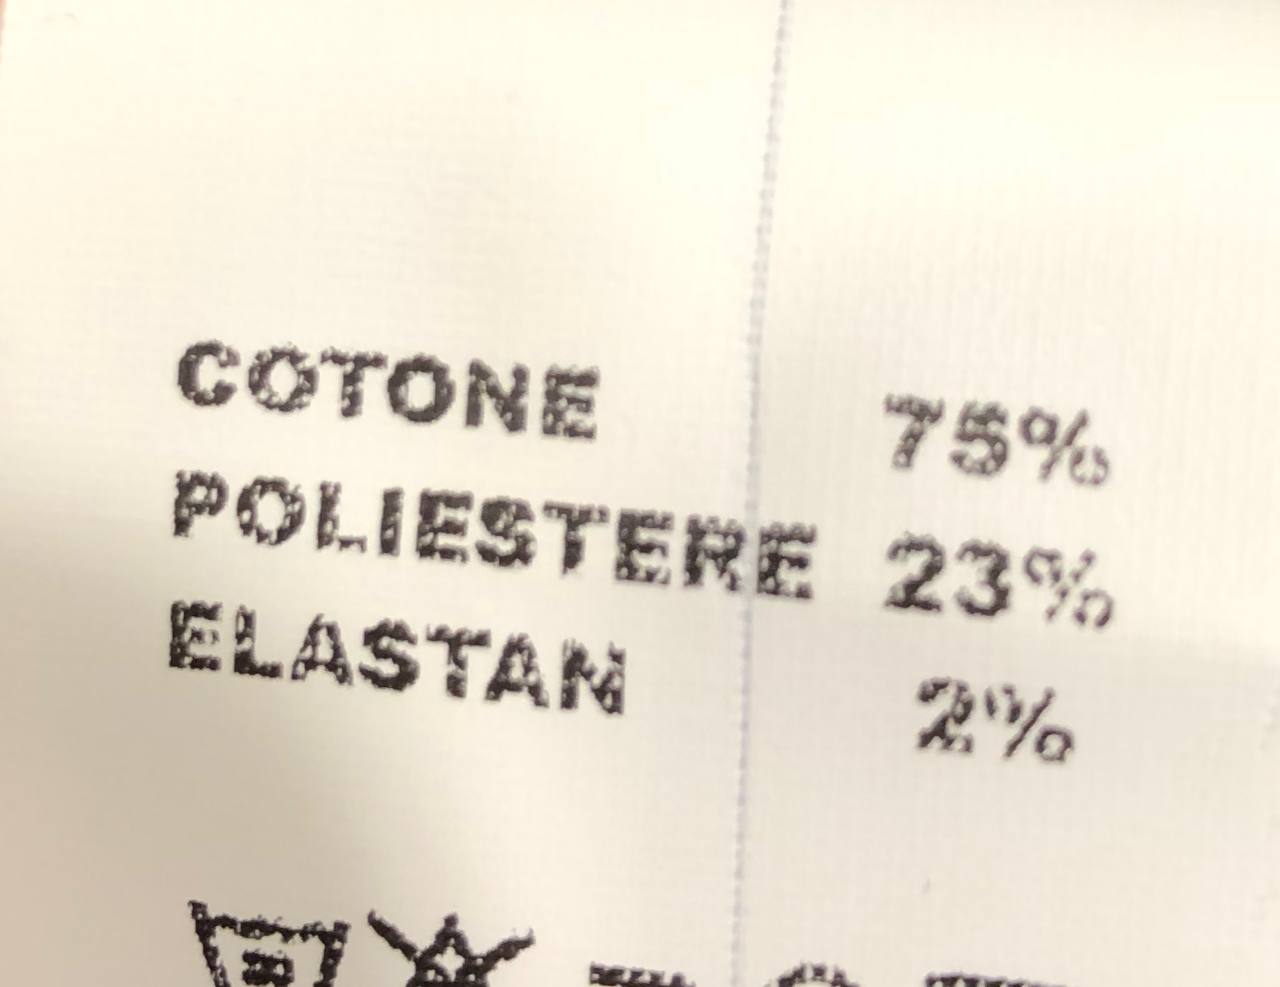 COTONE 75%
POLIESTERE 23%
ELASTAN 2%